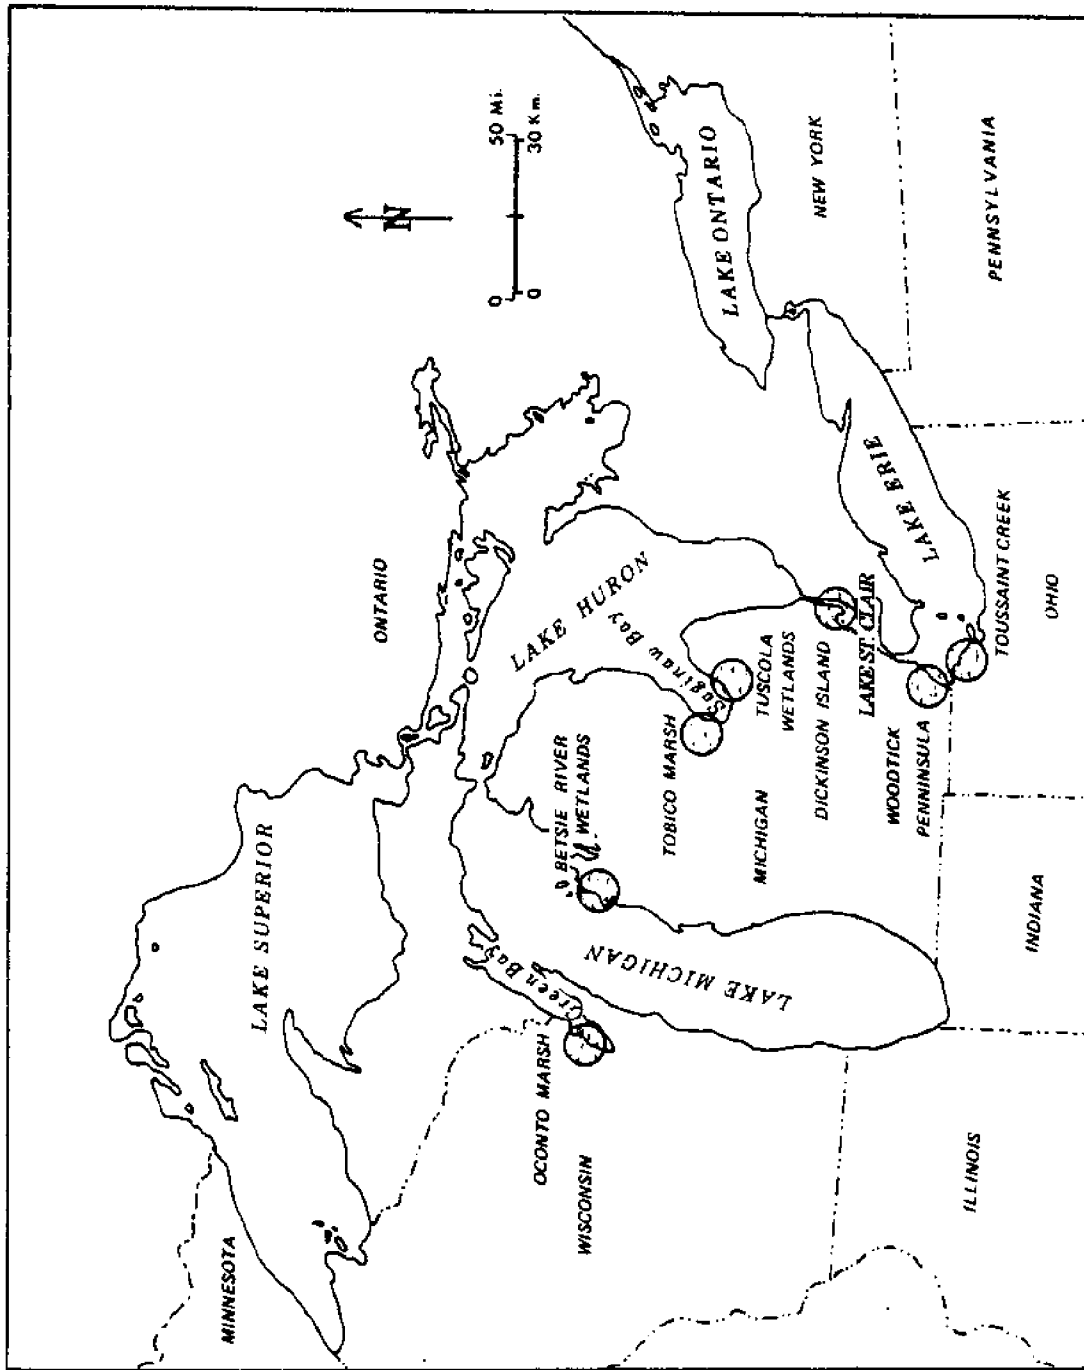 MINNESOTA
LAKE SUPERIOR
ONTARIO
N
0 50 Mi.
0 30 Km.
OCONTO MARSH
WISCONSIN
Green Bay
LAKE MICHIGAN
BETSIE RIVER
WETLANDS
LAKE HURON
Saginaw Bay
TOBICO MARSH
TUSCOLA
WETLANDS
MICHIGAN
DICKINSON ISLAND
LAKE ST. CLAIR
WOODTICK
PENNINSULA
LAKE ERIE
LAKE ONTARIO
NEW YORK
PENNSYLVANIA
TOUSSAINT CREEK
OHIO
INDIANA
ILLINOIS